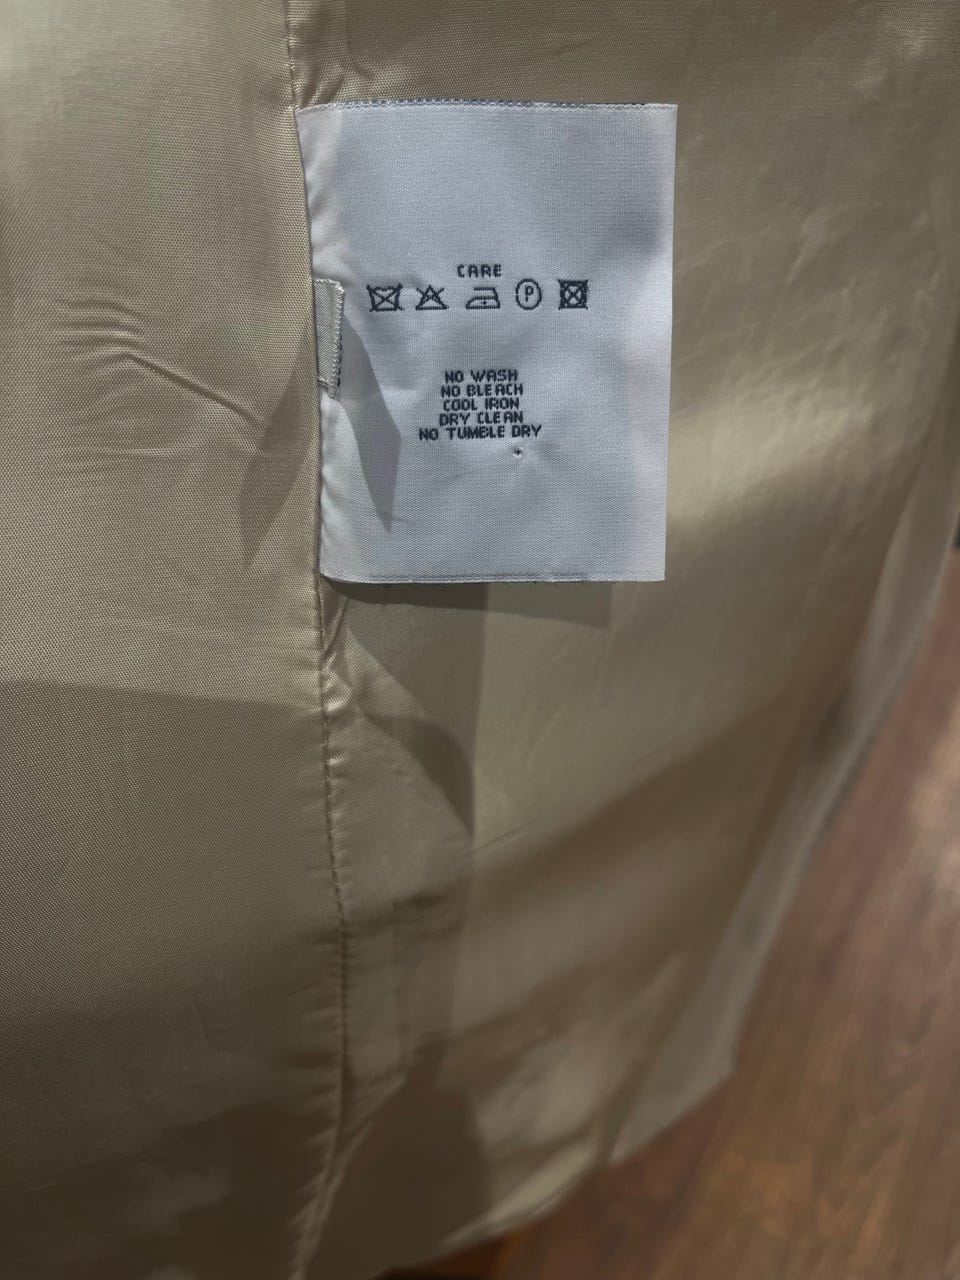 CARE
P
NO WASH
NO BLEACH
COOL IRON
DRY CLEAN
NO TUMBLE DRY